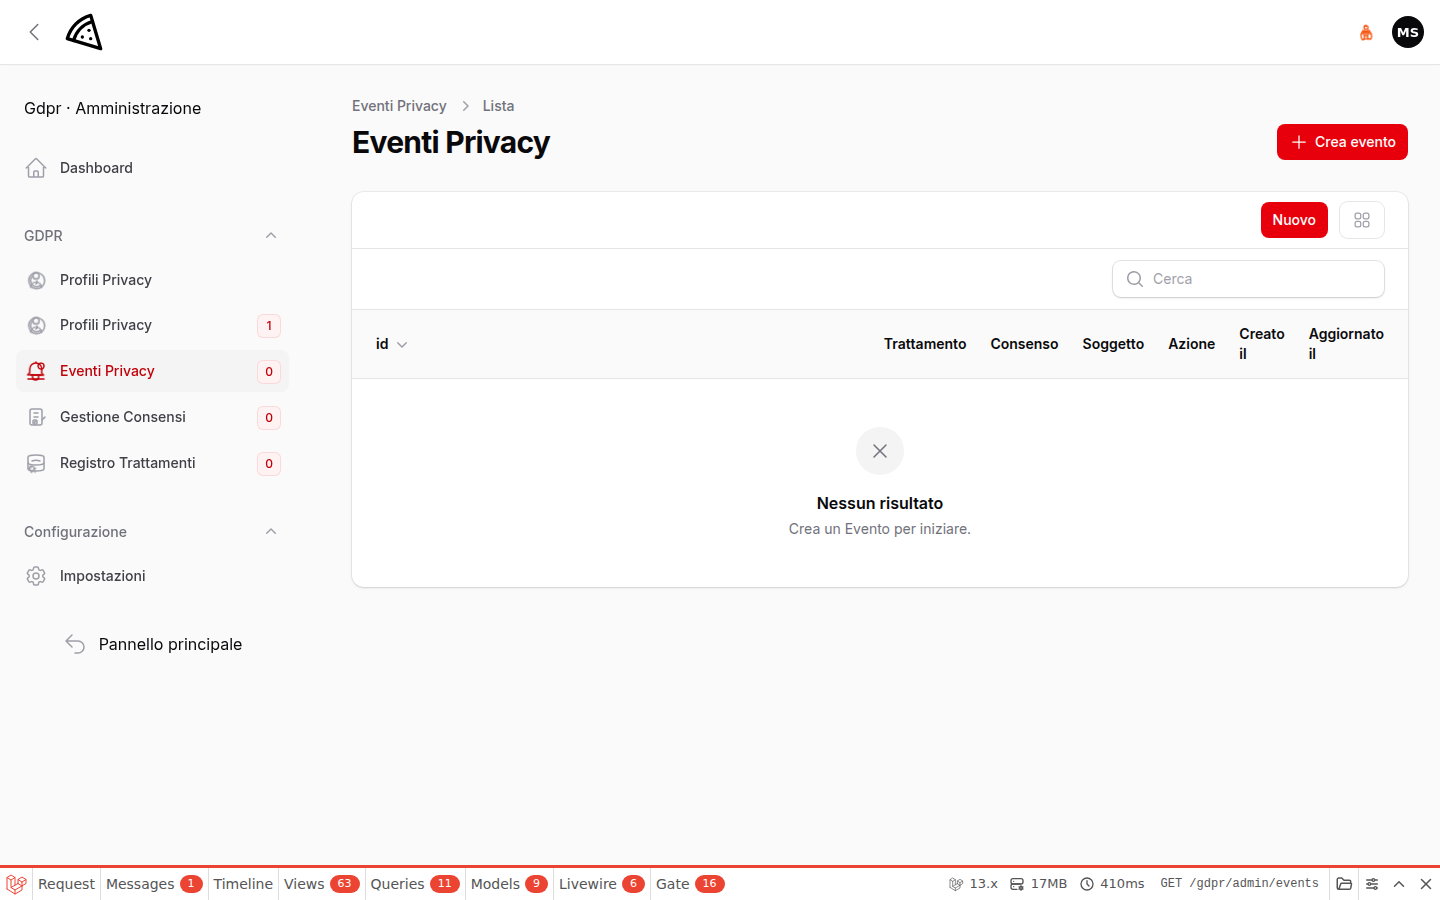 MS
Gdpr · Amministrazione
Dashboard
GDPR
Profili Privacy
Profili Privacy 1
Eventi Privacy 0
Gestione Consensi 0
Registro Trattamenti 0
Configurazione
Impostazioni
Pannello principale
Eventi Privacy > Lista
Eventi Privacy
Crea evento
Nuovo
Cerca
id Trattamento Consenso Soggetto Azione Creato il Aggiornato il
Nessun risultato
Crea un Evento per iniziare.
Request Messages 1 Timeline Views 63 Queries 11 Models 9 Livewire 6 Gate 16 13.x 17MB 410ms GET /gdpr/admin/events